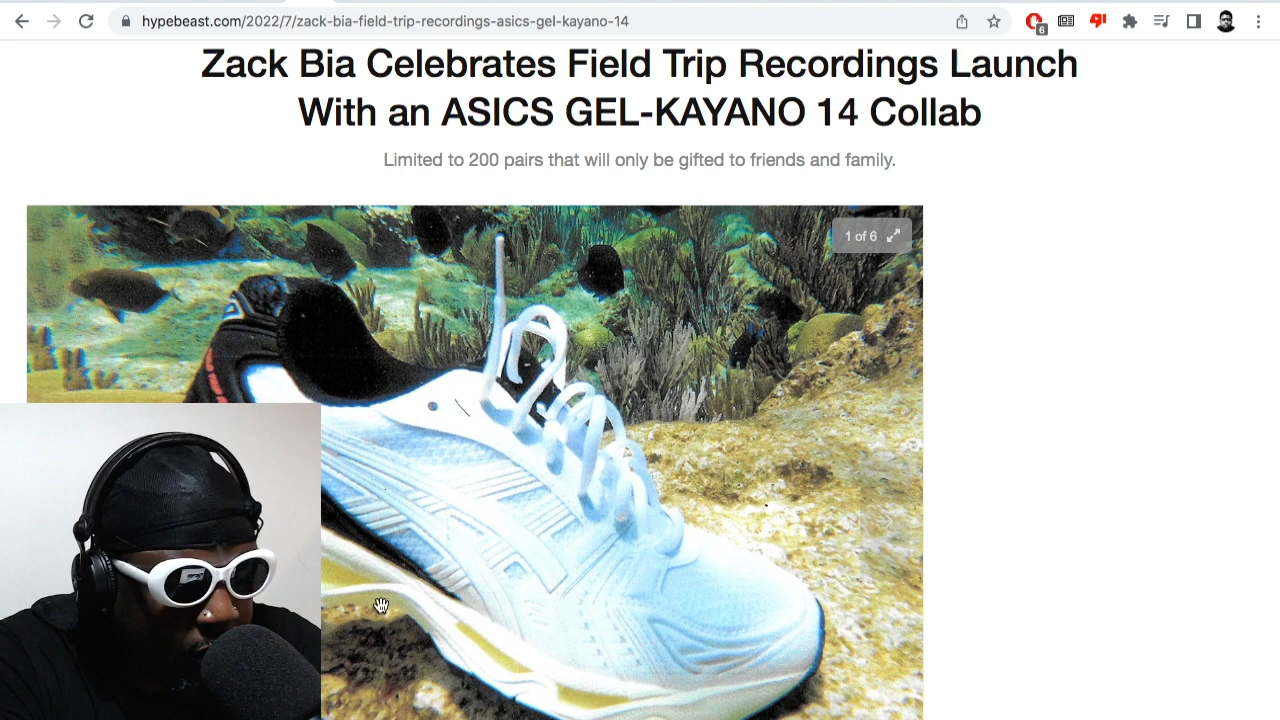 hypebeast.com/2022/7/zack-bia-field-trip-recordings-asics-gel-kayano-14
6
Zack Bia Celebrates Field Trip Recordings Launch
With an ASICS GEL-KAYANO 14 Collab
Limited to 200 pairs that will only be gifted to friends and family.
1 of 6